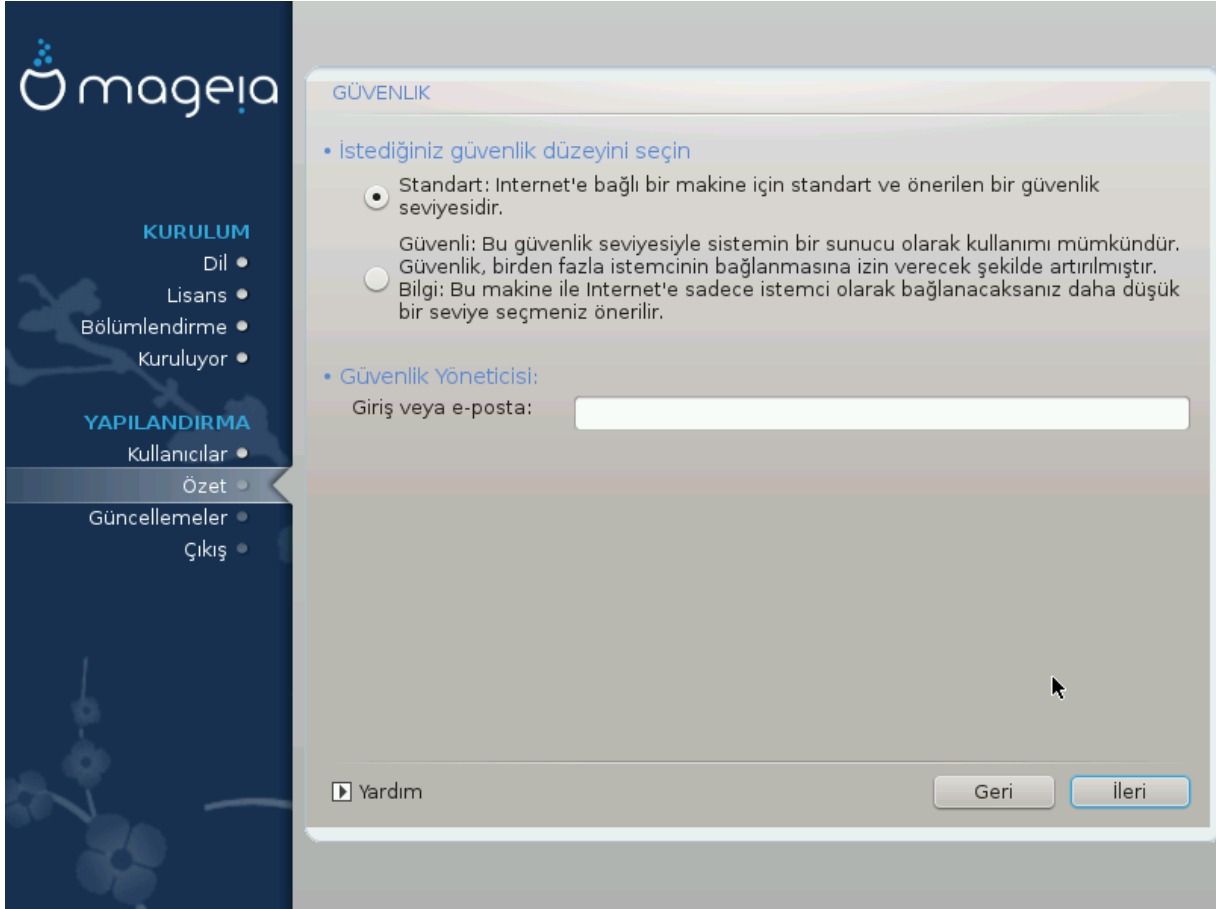 mageia
GÜVENLIK
• İstediğiniz güvenlik düzeyini seçin
Standart: Internet'e bağlı bir makine için standart ve önerilen bir güvenlik
seviyesidir.
Güvenli: Bu güvenlik seviyesiyle sistemin bir sunucu olarak kullanımı mümkündür.
Güvenlik, birden fazla istemcinin bağlanmasına izin verecek şekilde artırılmıştır.
Bilgi: Bu makine ile Internet'e sadece istemci olarak bağlanacaksanız daha düşük
bir seviye seçmeniz önerilir.
• Güvenlik Yöneticisi:
Giriş veya e-posta:
KURULUM
Dil
Lisans
Bölümlendirme
Kuruluyor
YAPILANDIRMA
Kullanıcılar
Özet
Güncellemeler
Çıkış
Yardım
Geri
İleri